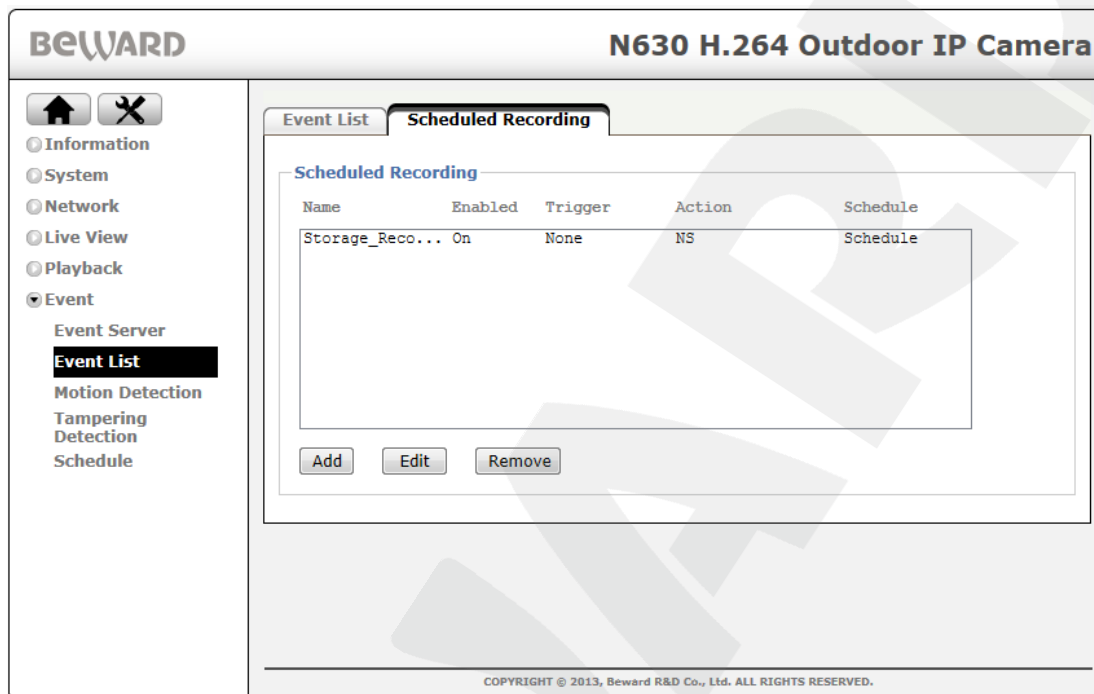 BEWARD
N630 H.264 Outdoor IP Camera
Information
System
Network
Live View
Playback
Event
Event Server
Event List
Motion Detection
Tampering
Detection
Schedule
Event List Scheduled Recording
Scheduled Recording
Name Enabled Trigger Action Schedule
Storage_Reco... On None NS Schedule
Add Edit Remove
COPYRIGHT © 2013, Beward R&D Co., Ltd. ALL RIGHTS RESERVED.